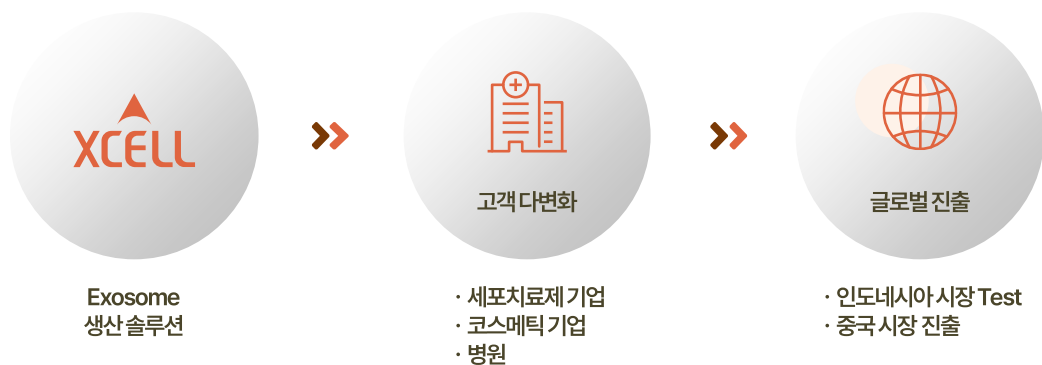 XCELL
Exosome
생산 솔루션
고객 다변화
· 세포치료제 기업
· 코스메틱 기업
· 병원
글로벌 진출
· 인도네시아 시장 Test
· 중국 시장 진출